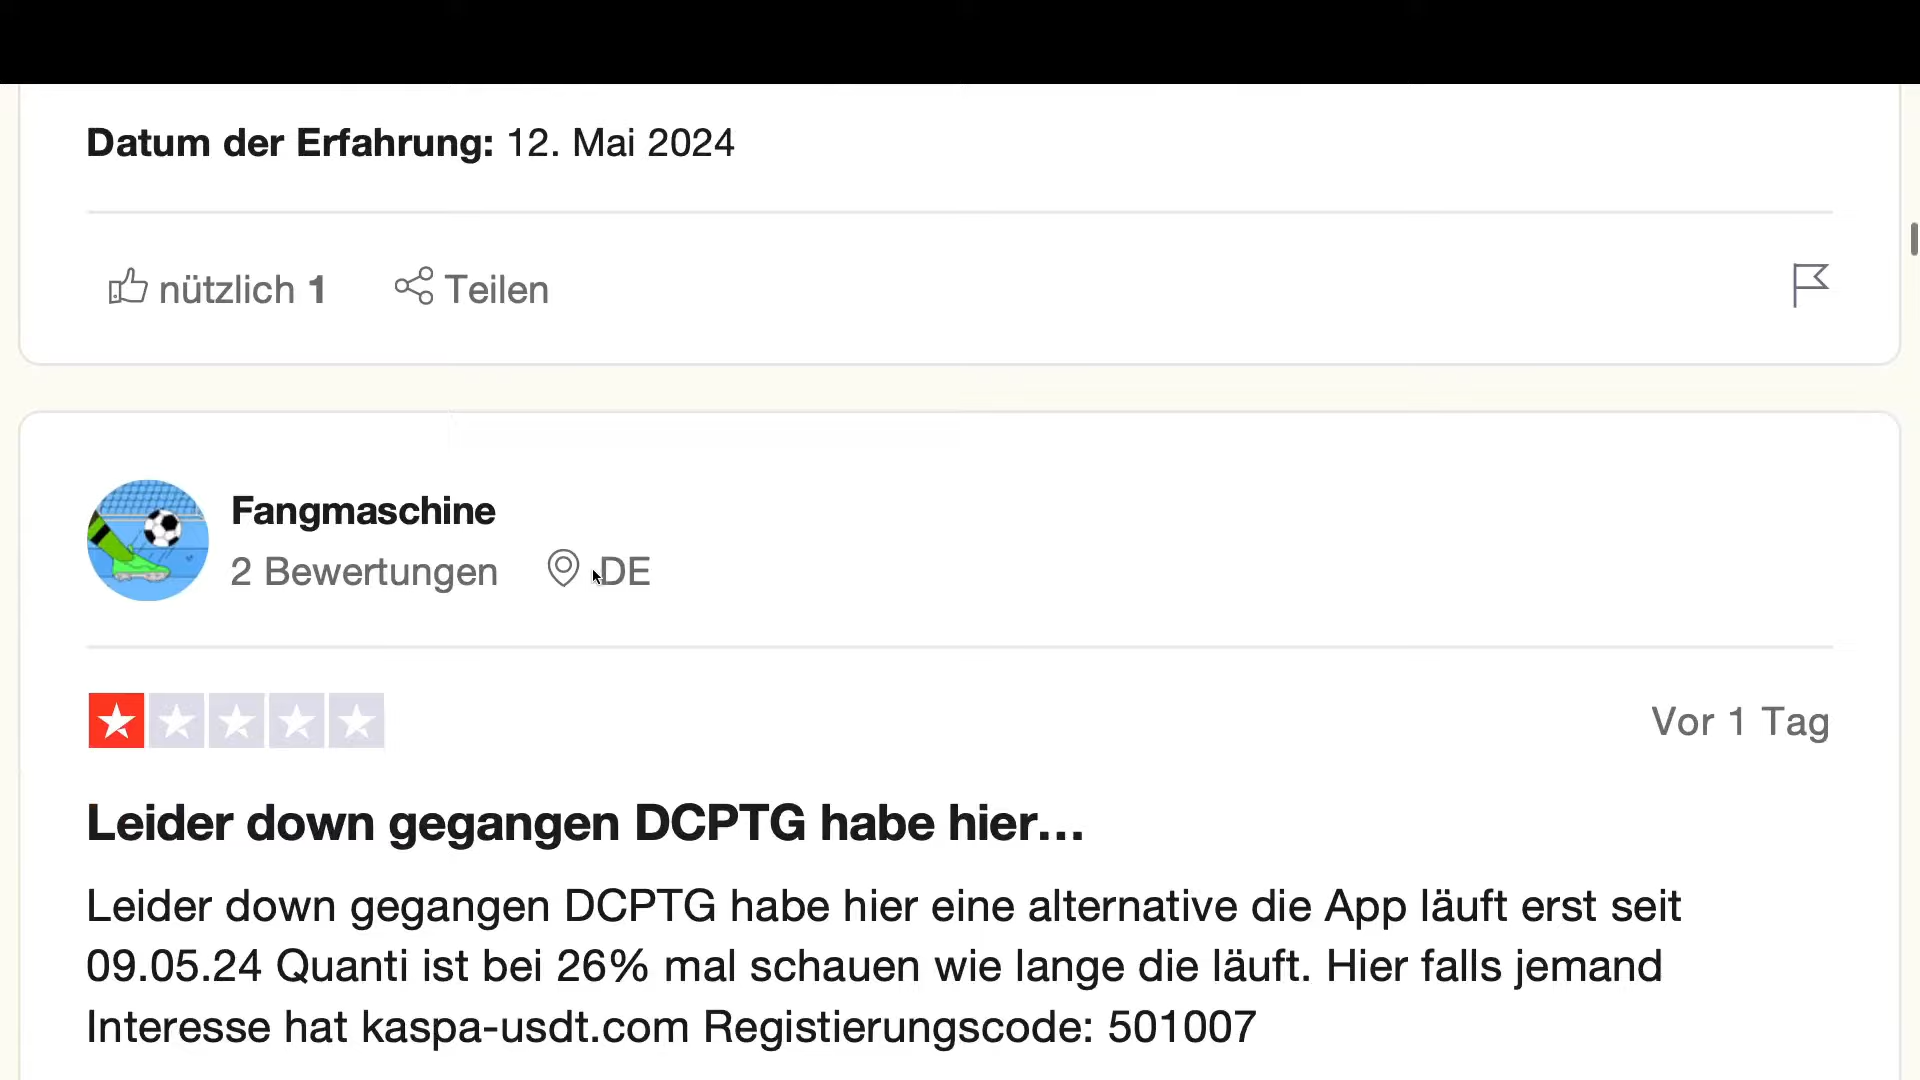 Datum der Erfahrung: 12. Mai 2024
nützlich 1 Teilen
Fangmaschine
2 Bewertungen DE
Vor 1 Tag
Leider down gegangen DCPTG habe hier…
Leider down gegangen DCPTG habe hier eine alternative die App läuft erst seit
09.05.24 Quanti ist bei 26% mal schauen wie lange die läuft. Hier falls jemand
Interesse hat kaspa-usdt.com Registierungscode: 501007